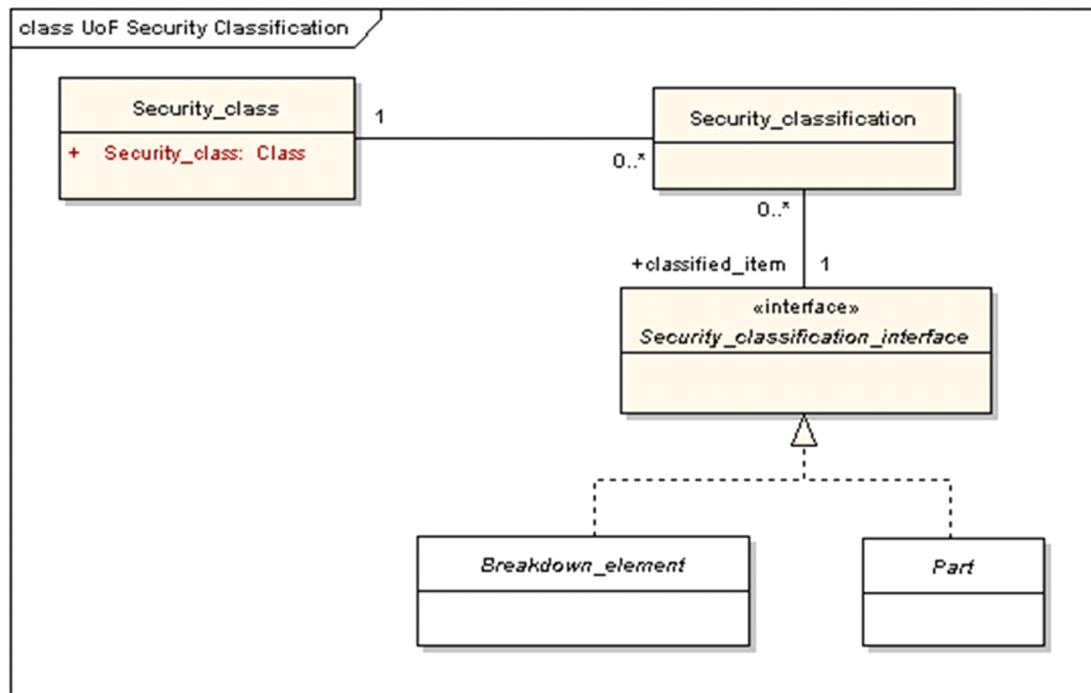 class UoF Security Classification
Security_class
+ Security_class: Class
1
0..*
Security_classification
0..*
+classified_item 1
«interface»
Security_classification_interface
Breakdown_element
Part